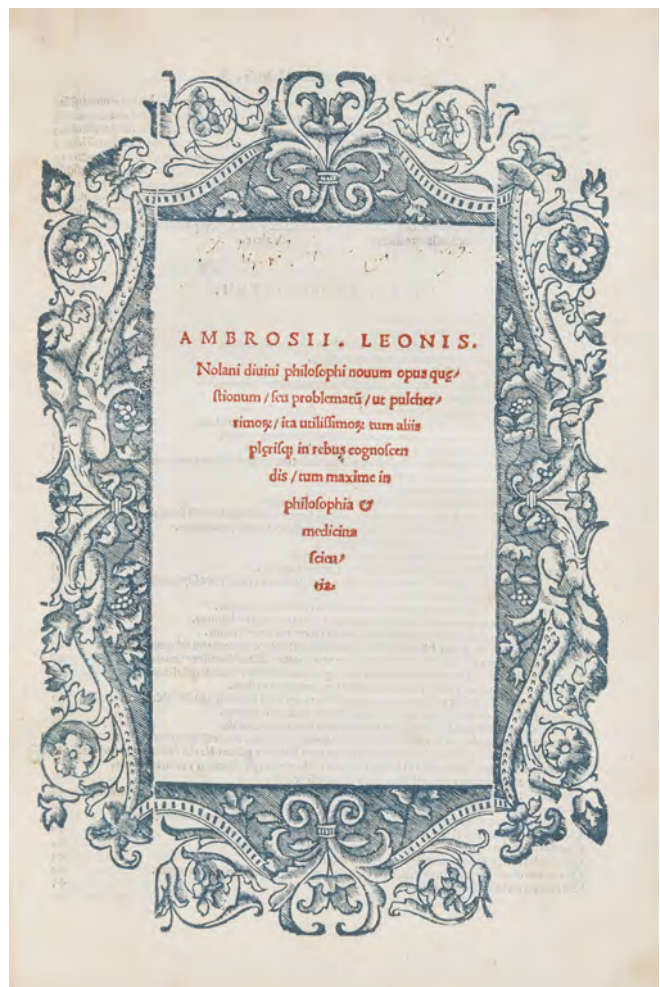 AMBROSII. LEONIS.
Nolani diuini philoſophi nouum opus quę⸗
ſtionum / ſeu problematū / ut pulcher⸗
rimoꝝ / ita utiliſſimoꝝ tum aliis
plęriſqꝫ in rebus cognoſcen
dis / tum maxime in
philoſophia &
medicina
ſcien⸗
tia.